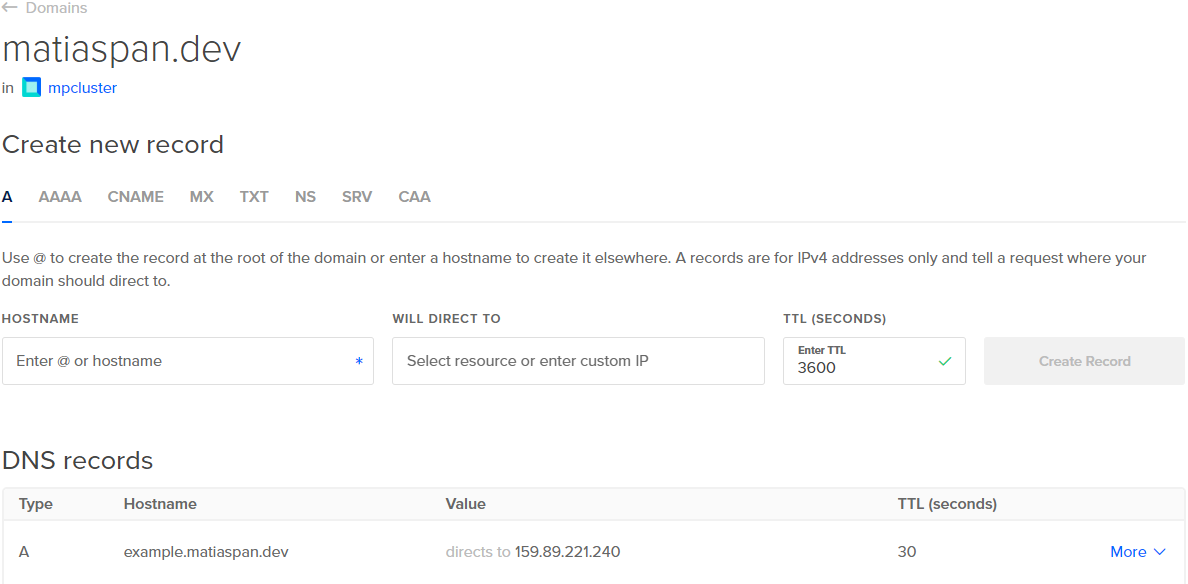 ← Domains
matiaspan.dev
in mpcluster
Create new record
A AAAA CNAME MX TXT NS SRV CAA
Use @ to create the record at the root of the domain or enter a hostname to create it elsewhere. A records are for IPv4 addresses only and tell a request where your
domain should direct to.
HOSTNAME WILL DIRECT TO TTL (SECONDS)
Enter @ or hostname * Select resource or enter custom IP Enter TTL
3600 Create Record
DNS records
Type Hostname Value TTL (seconds)
A example.matiaspan.dev directs to 159.89.221.240 30 More